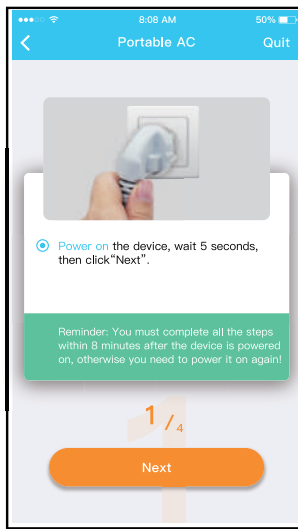 8:08 AM
50%
Portable AC
Quit
Power on the device, wait 5 seconds,
then click“Next”.
Reminder: You must complete all the steps
within 8 minutes after the device is powered
on, otherwise you need to power it on again!
1/4
Next